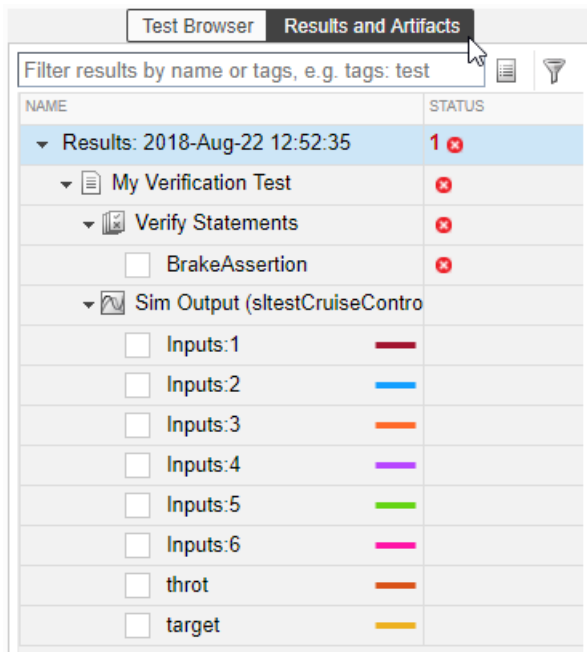 Test Browser Results and Artifacts
Filter results by name or tags, e.g. tags: test
NAME STATUS
Results: 2018-Aug-22 12:52:35 1
My Verification Test
Verify Statements
BrakeAssertion
Sim Output (sltestCruiseContro
Inputs:1
Inputs:2
Inputs:3
Inputs:4
Inputs:5
Inputs:6
throt
target